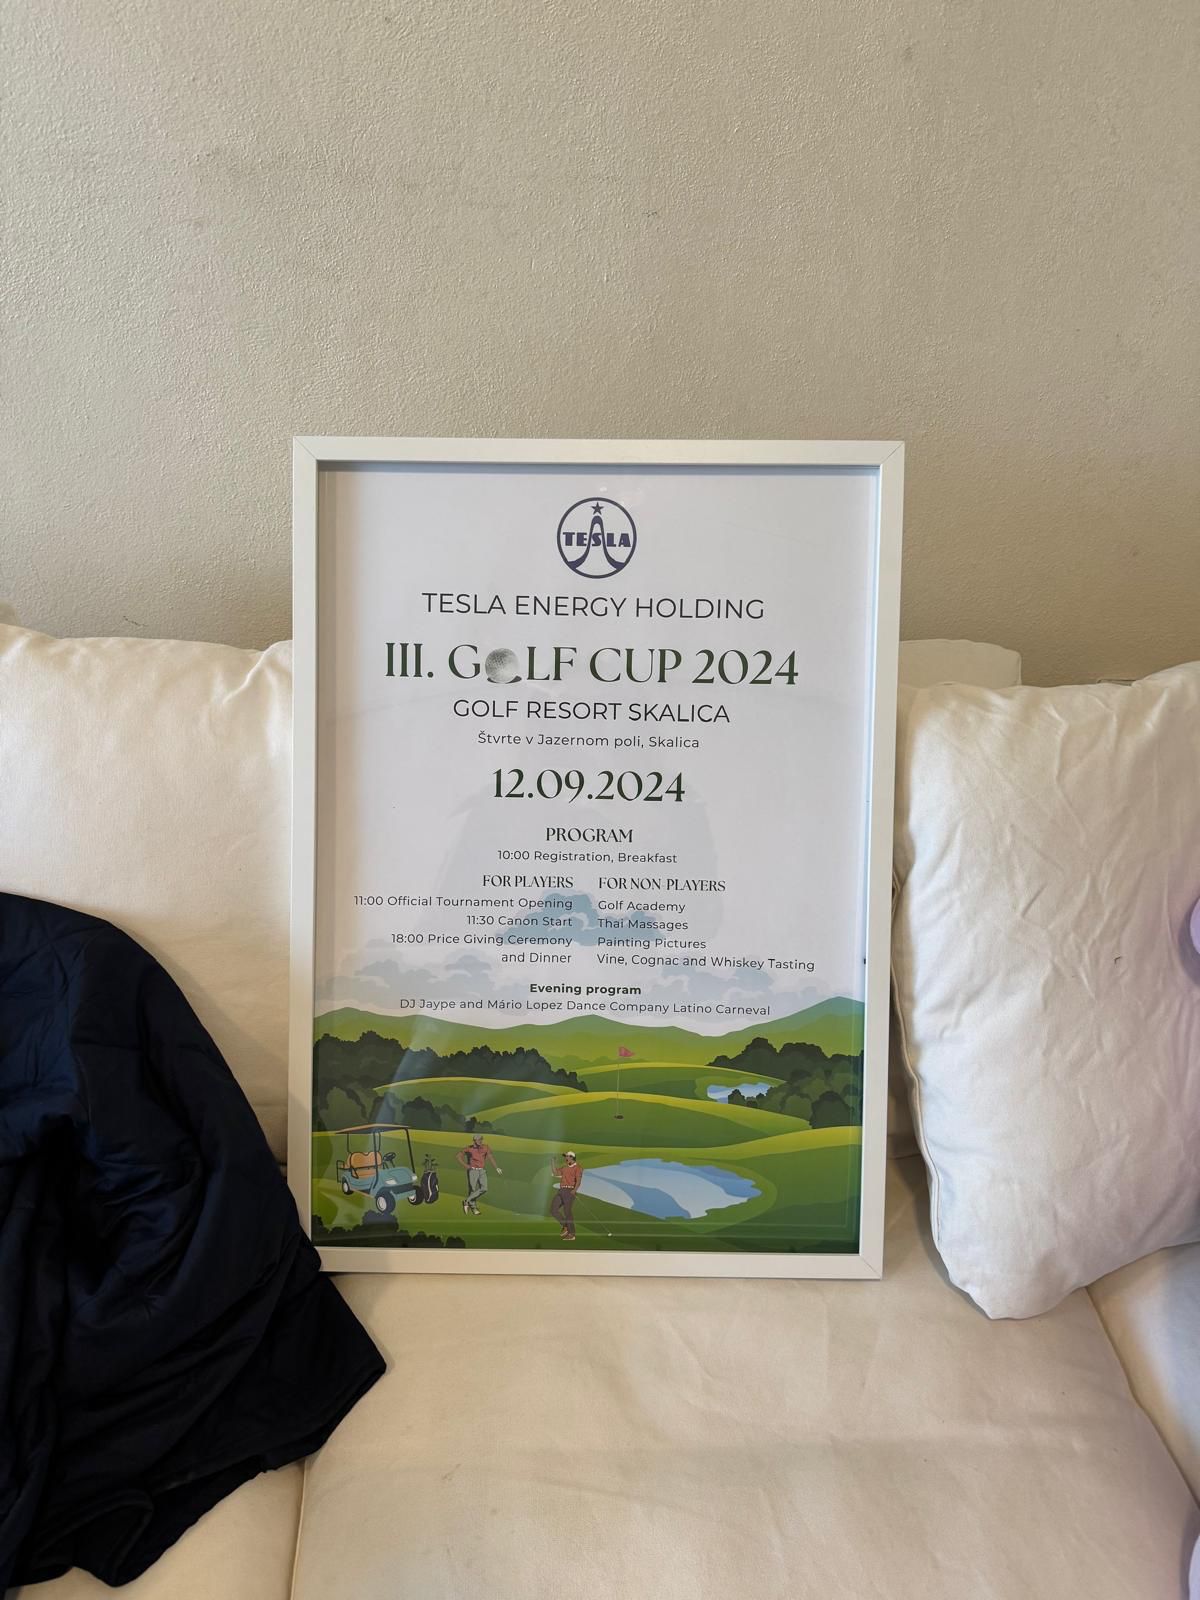 TESLA
TESLA ENERGY HOLDING
III. GOLF CUP 2024
GOLF RESORT SKALICA
Štvrte v Jazernom poli, Skalica
12.09.2024
PROGRAM
10:00 Registration, Breakfast
FOR PLAYERS
11:00 Official Tournament Opening
11:30 Canon Start
18:00 Price Giving Ceremony
and Dinner
FOR NON-PLAYERS
Golf Academy
Thai Massages
Painting Pictures
Vine, Cognac and Whiskey Tasting
Evening program
DJ Jaype and Mário Lopez Dance Company Latino Carneval